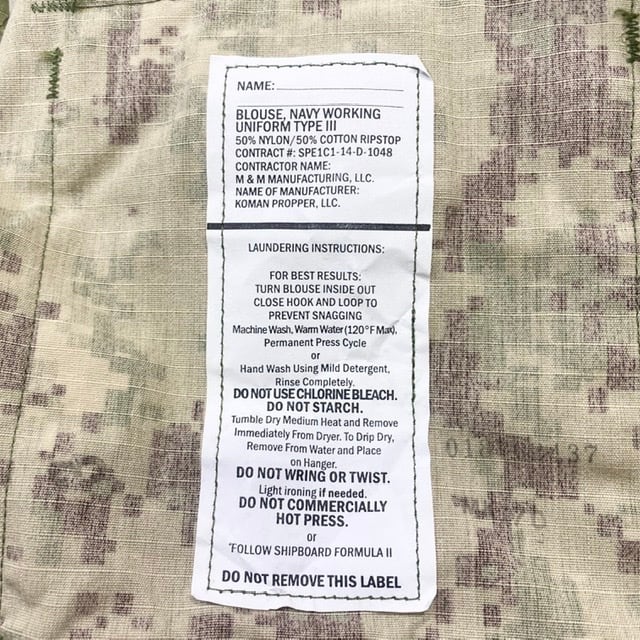 NAME:
BLOUSE, NAVY WORKING
UNIFORM TYPE III
50% NYLON/50% COTTON RIPSTOP
CONTRACT#: SPE1C1-14-D-1048
CONTRACTOR NAME:
M & M MANUFACTURING, LLC.
NAME OF MANUFACTURER:
KOMAN PROPPER, LLC.
LAUNDERING INSTRUCTIONS:
FOR BEST RESULTS:
TURN BLOUSE INSIDE OUT
CLOSE HOOK AND LOOP TO
PREVENT SNAGGING
Machine Wash, Warm Water (120°F Max),
Permanent Press Cycle
or
Hand Wash Using Mild Detergent,
Rinse Completely.
DO NOT USE CHLORINE BLEACH.
DO NOT STARCH.
Tumble Dry Medium Heat and Remove
Immediately From Dryer. To Drip Dry,
Remove From Water and Place
on Hanger.
DO NOT WRING OR TWIST.
Light ironing if needed.
DO NOT COMMERCIALLY
HOT PRESS.
or
"FOLLOW SHIPBOARD FORMULA II
DO NOT REMOVE THIS LABEL